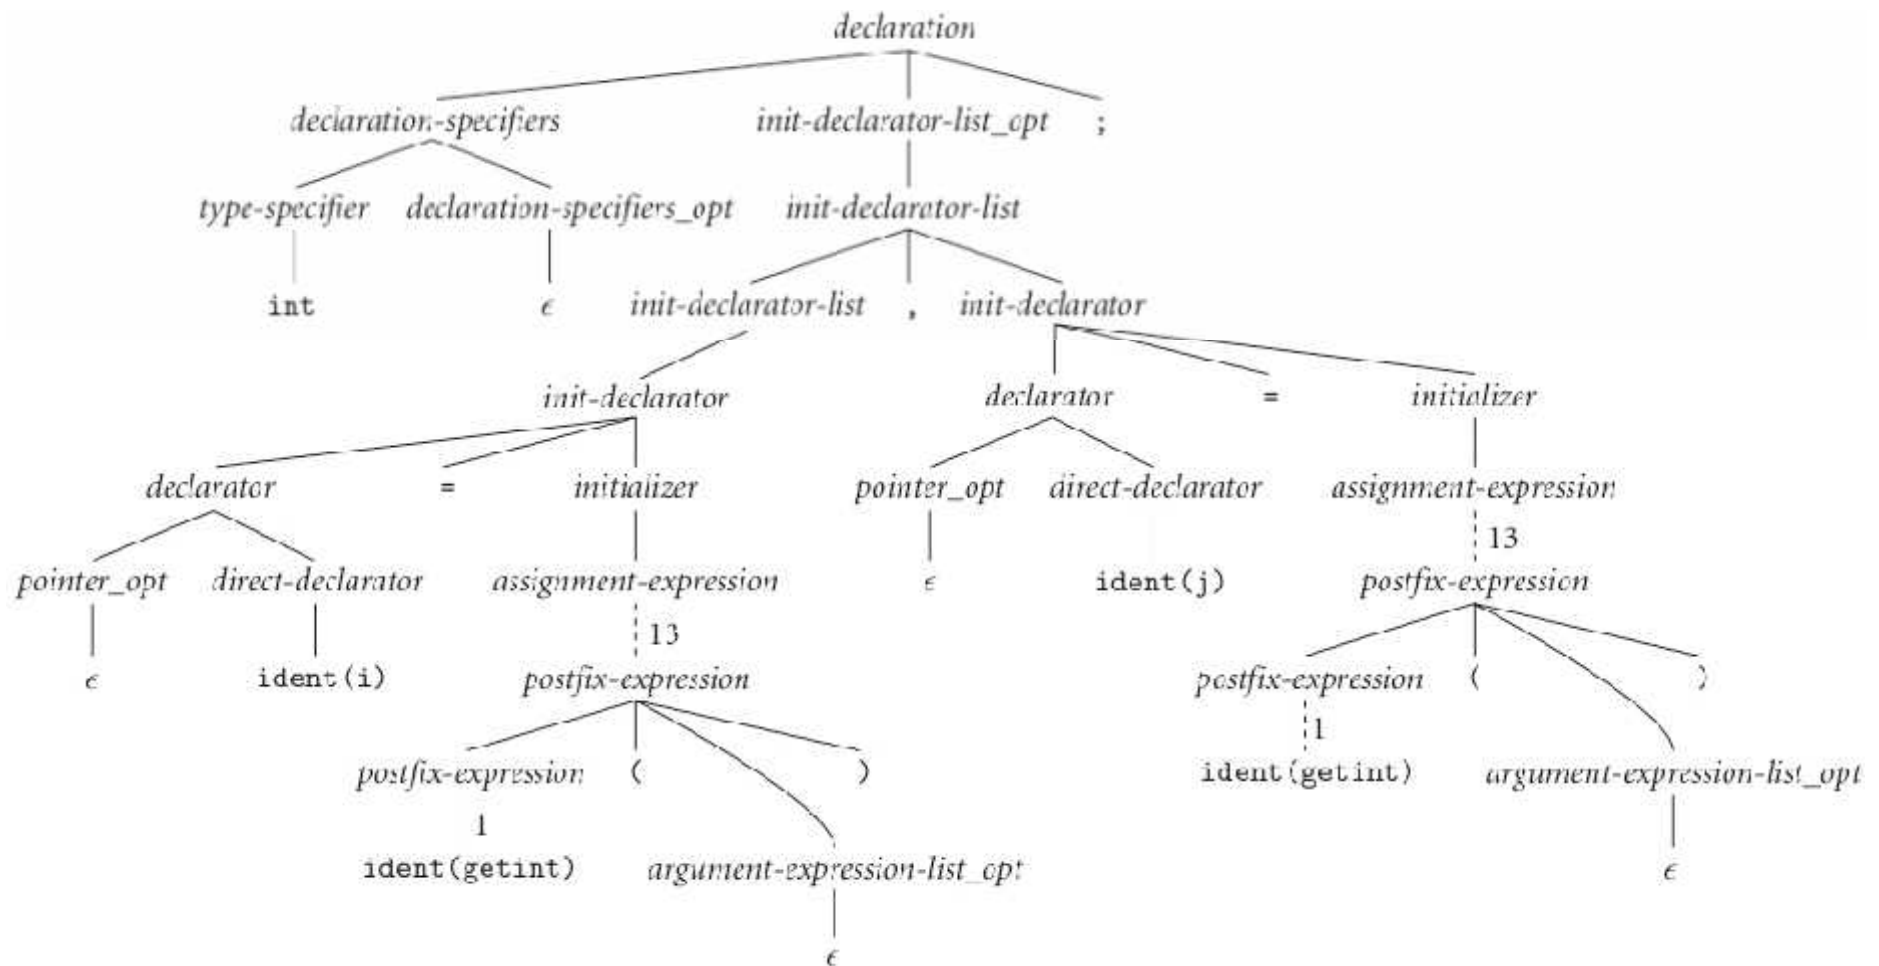 declaration
declaration-specifiers init-declarator-list_opt ;
type-specifier declaration-specifiers_opt init-declarator-list
int ϵ init-declarator-list , init-declarator
init-declarator declarator = initializer
declarator = initializer pointer_opt direct-declarator assignment-expression
13
pointer_opt direct-declarator assignment-expression ϵ ident(j) postfix-expression
13
ϵ ident(i) postfix-expression postfix-expression ( )
1
postfix-expression ( ) ident(getint) argument-expression-list_opt
1
ident(getint) argument-expression-list_opt ϵ
ϵ